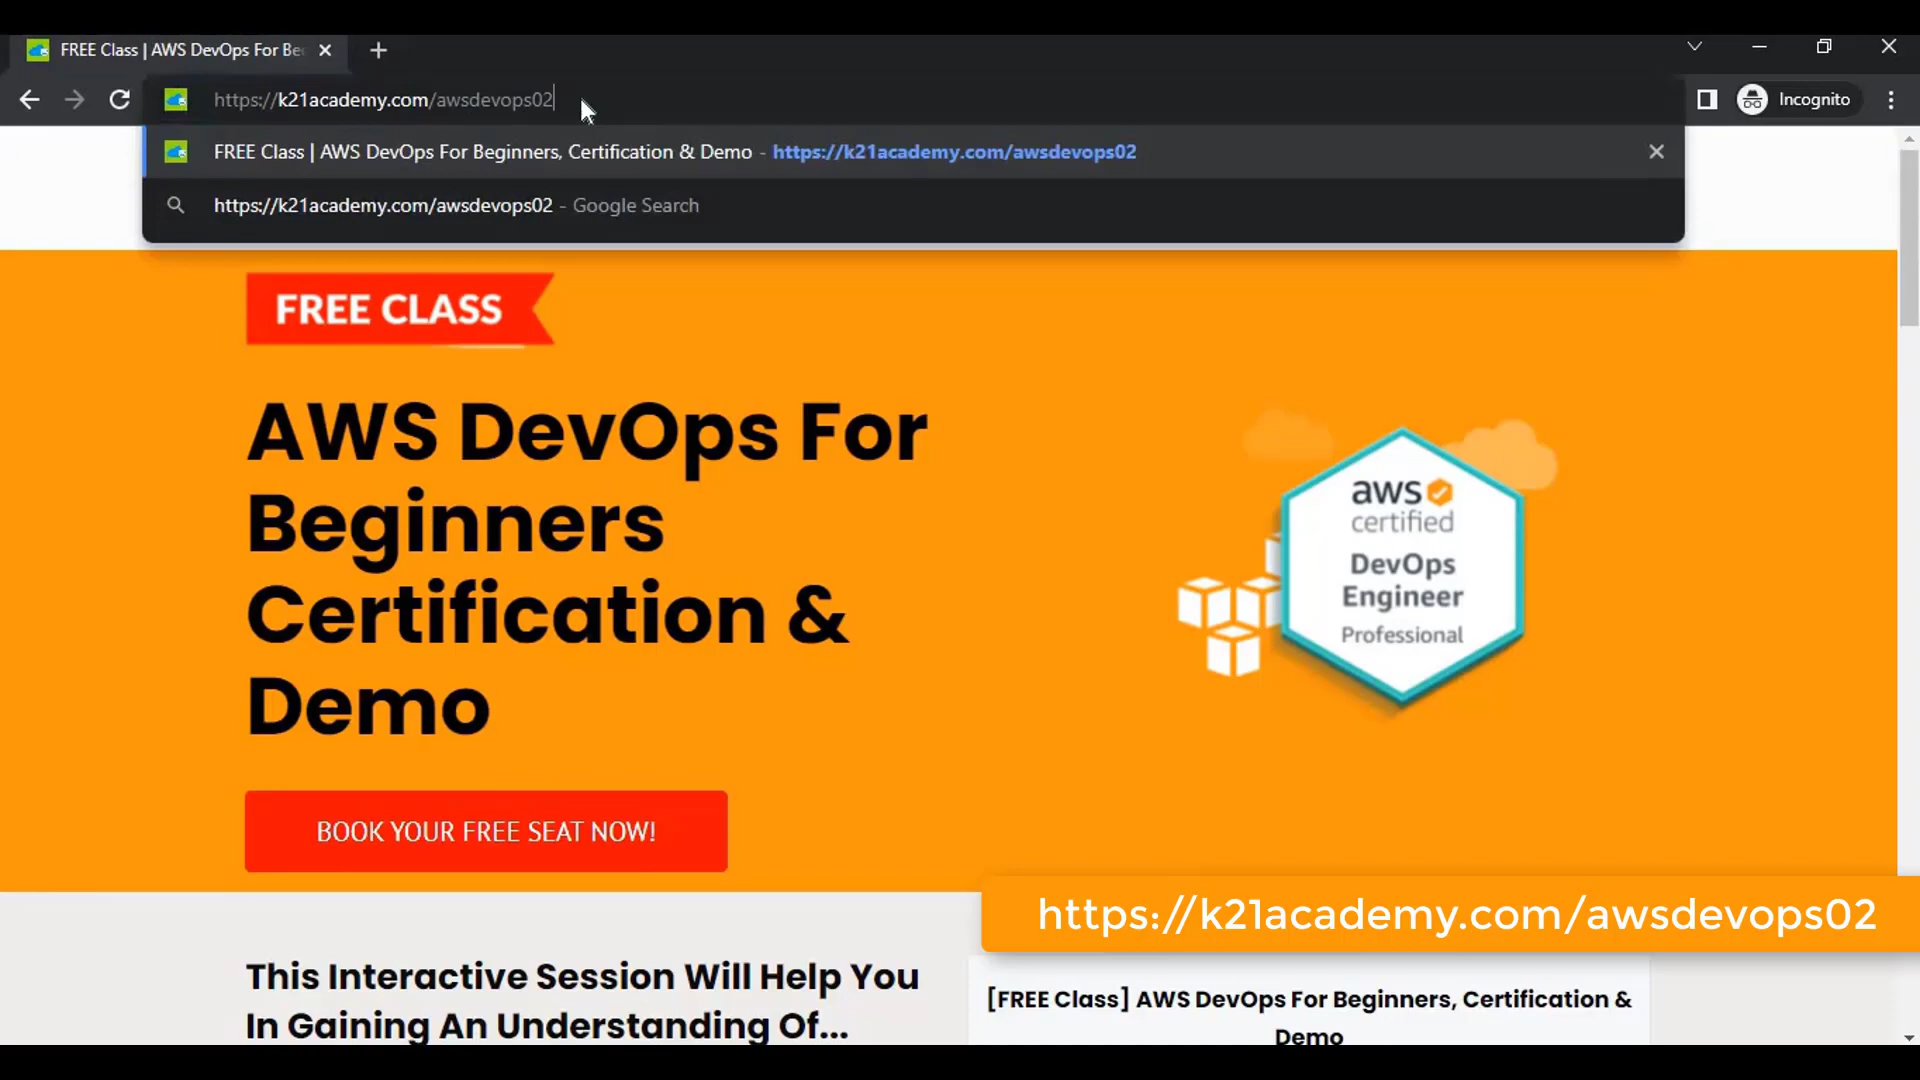 FREE Class | AWS DevOps For Be
Incognito
https://k21academy.com/awsdevops02
FREE Class | AWS DevOps For Beginners, Certification & Demo - https://k21academy.com/awsdevops02
https://k21academy.com/awsdevops02 - Google Search
FREE CLASS
AWS DevOps For
Beginners
Certification &
Demo
aws
certified
DevOps
Engineer
Professional
BOOK YOUR FREE SEAT NOW!
https://k21academy.com/awsdevops02
This Interactive Session Will Help You
In Gaining An Understanding Of...
[FREE Class] AWS DevOps For Beginners, Certification &
Demo